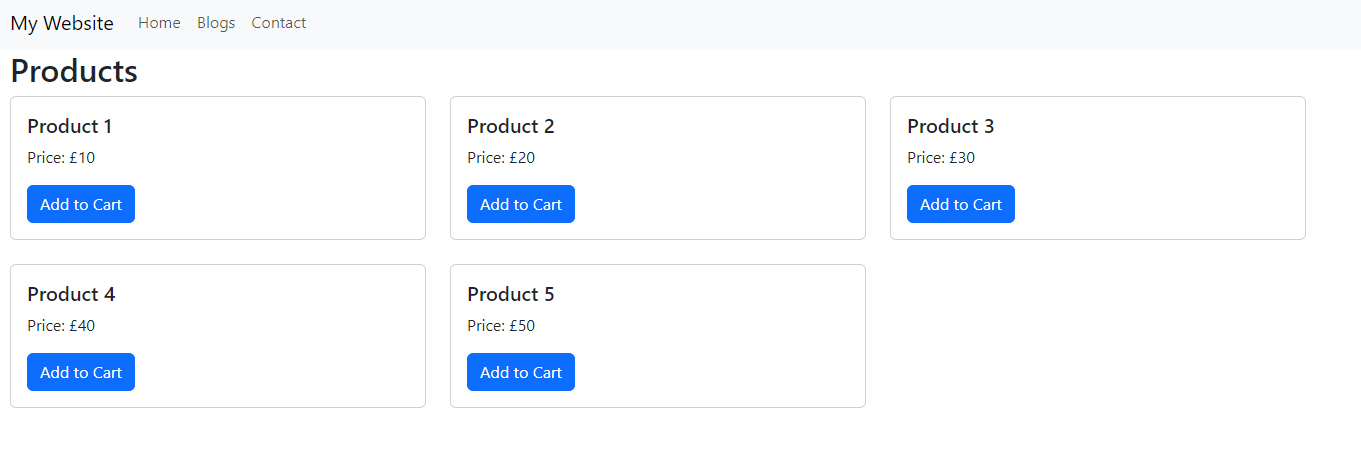 My Website Home Blogs Contact
Products
Product 1
Price: £10
Add to Cart
Product 2
Price: £20
Add to Cart
Product 3
Price: £30
Add to Cart
Product 4
Price: £40
Add to Cart
Product 5
Price: £50
Add to Cart